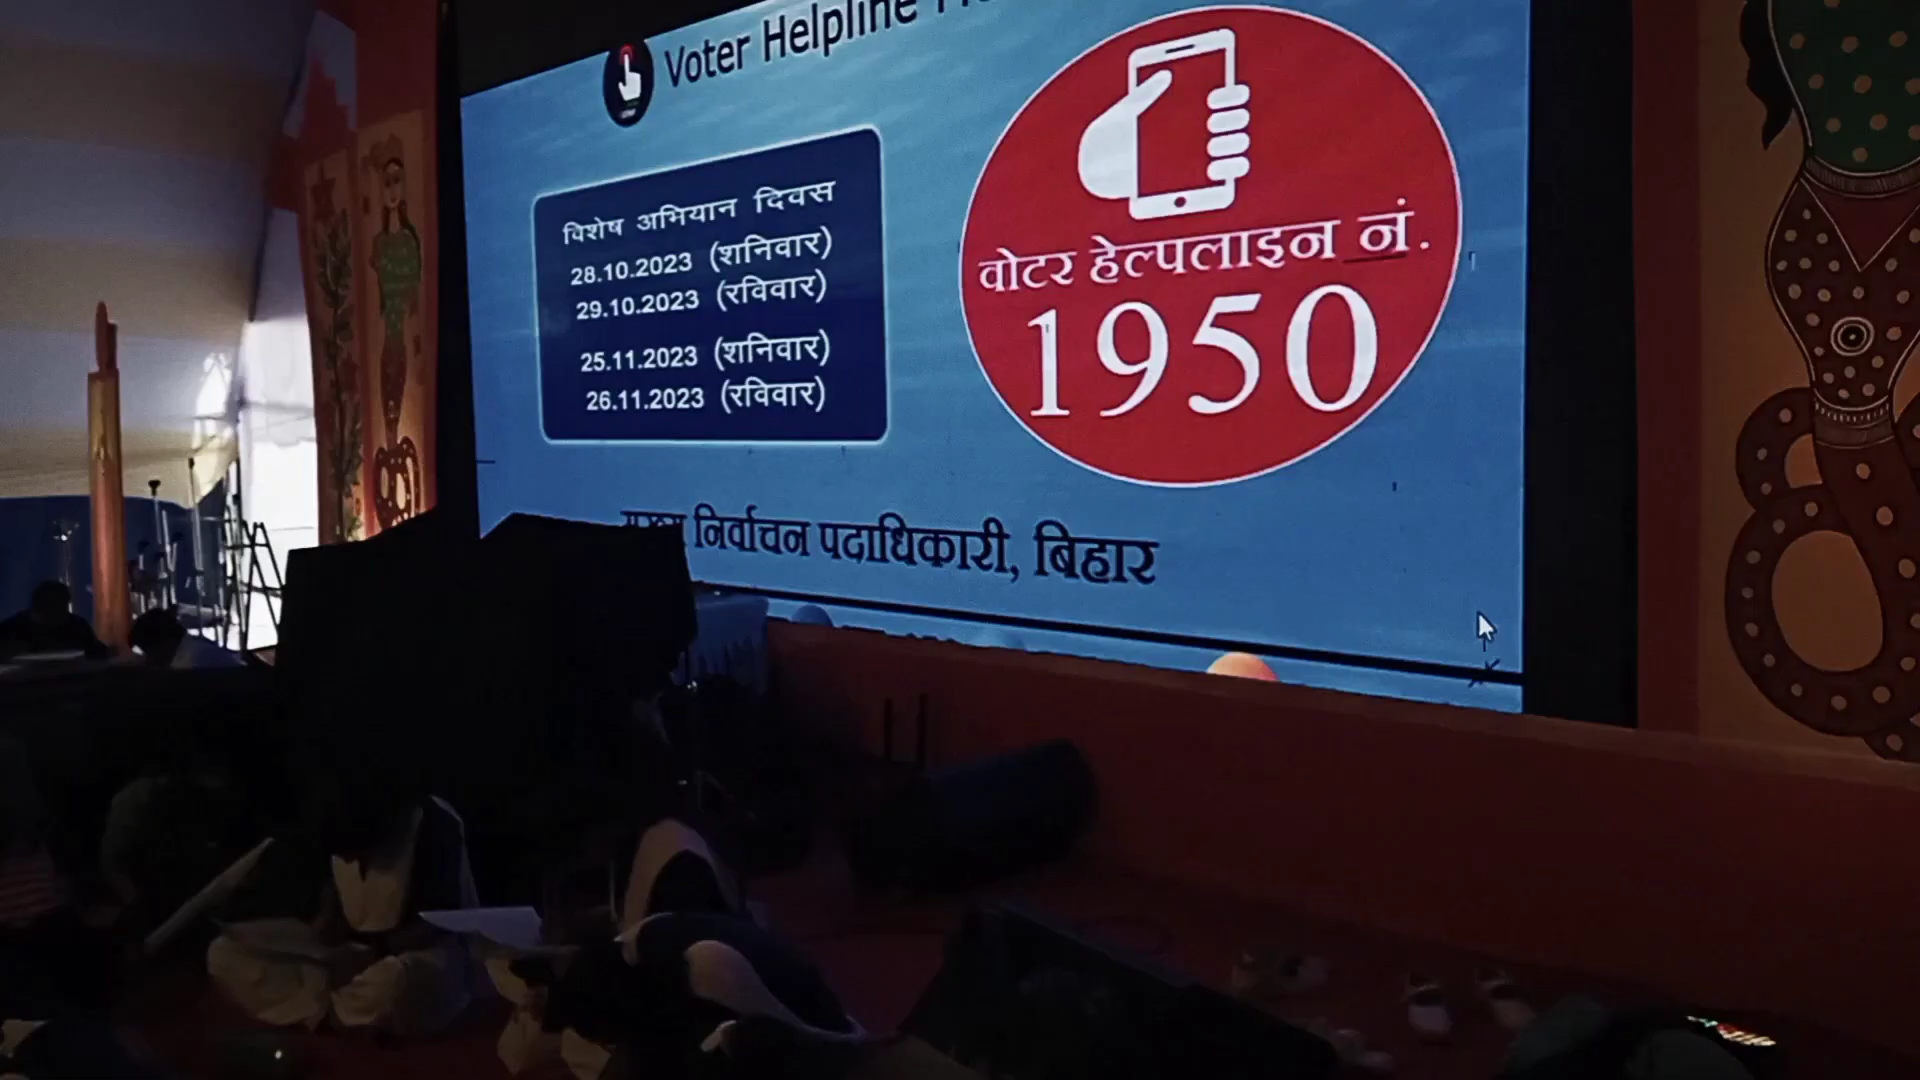 Voter Helpline
विशेष अभियान दिवस
28.10.2023 (शनिवार)
29.10.2023 (रविवार)
25.11.2023 (शनिवार)
26.11.2023 (रविवार)
वोटर हेल्पलाइन नं.
1950
निर्वाचन पदाधिकारी, बिहार